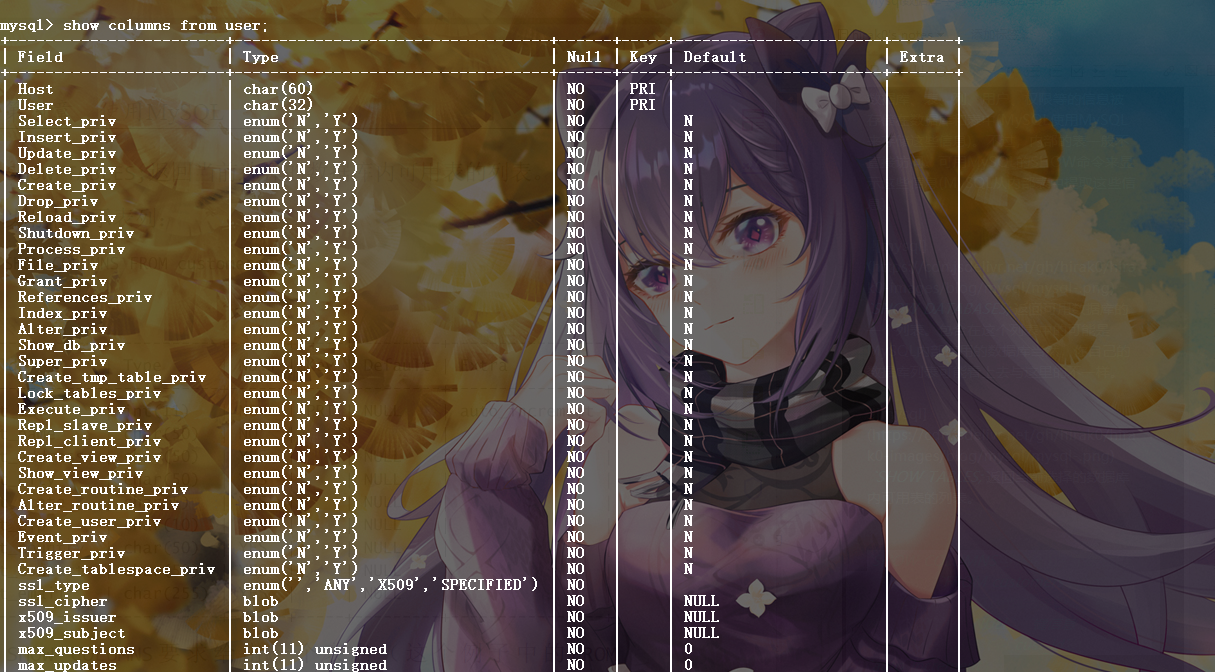 mysql> show columns from user;
+------------------------+-----------------------------------+------+-----+-----------------------+-------+
| Field | Type | Null | Key | Default | Extra |
+------------------------+-----------------------------------+------+-----+-----------------------+-------+
| Host | char(60) | NO | PRI | | |
| User | char(32) | NO | PRI | | |
| Select_priv | enum('N','Y') | NO | | N | |
| Insert_priv | enum('N','Y') | NO | | N | |
| Update_priv | enum('N','Y') | NO | | N | |
| Delete_priv | enum('N','Y') | NO | | N | |
| Create_priv | enum('N','Y') | NO | | N | |
| Drop_priv | enum('N','Y') | NO | | N | |
| Reload_priv | enum('N','Y') | NO | | N | |
| Shutdown_priv | enum('N','Y') | NO | | N | |
| Process_priv | enum('N','Y') | NO | | N | |
| File_priv | enum('N','Y') | NO | | N | |
| Grant_priv | enum('N','Y') | NO | | N | |
| References_priv | enum('N','Y') | NO | | N | |
| Index_priv | enum('N','Y') | NO | | N | |
| Alter_priv | enum('N','Y') | NO | | N | |
| Show_db_priv | enum('N','Y') | NO | | N | |
| Super_priv | enum('N','Y') | NO | | N | |
| Create_tmp_table_priv | enum('N','Y') | NO | | N | |
| Lock_tables_priv | enum('N','Y') | NO | | N | |
| Execute_priv | enum('N','Y') | NO | | N | |
| Repl_slave_priv | enum('N','Y') | NO | | N | |
| Repl_client_priv | enum('N','Y') | NO | | N | |
| Create_view_priv | enum('N','Y') | NO | | N | |
| Show_view_priv | enum('N','Y') | NO | | N | |
| Create_routine_priv | enum('N','Y') | NO | | N | |
| Alter_routine_priv | enum('N','Y') | NO | | N | |
| Create_user_priv | enum('N','Y') | NO | | N | |
| Event_priv | enum('N','Y') | NO | | N | |
| Trigger_priv | enum('N','Y') | NO | | N | |
| Create_tablespace_priv | enum('N','Y') | NO | | N | |
| ssl_type | enum('','ANY','X509','SPECIFIED') | NO | | | |
| ssl_cipher | blob | NO | | NULL | |
| x509_issuer | blob | NO | | NULL | |
| x509_subject | blob | NO | | NULL | |
| max_questions | int(11) unsigned | NO | | 0 | |
| max_updates | int(11) unsigned | NO | | 0 | |